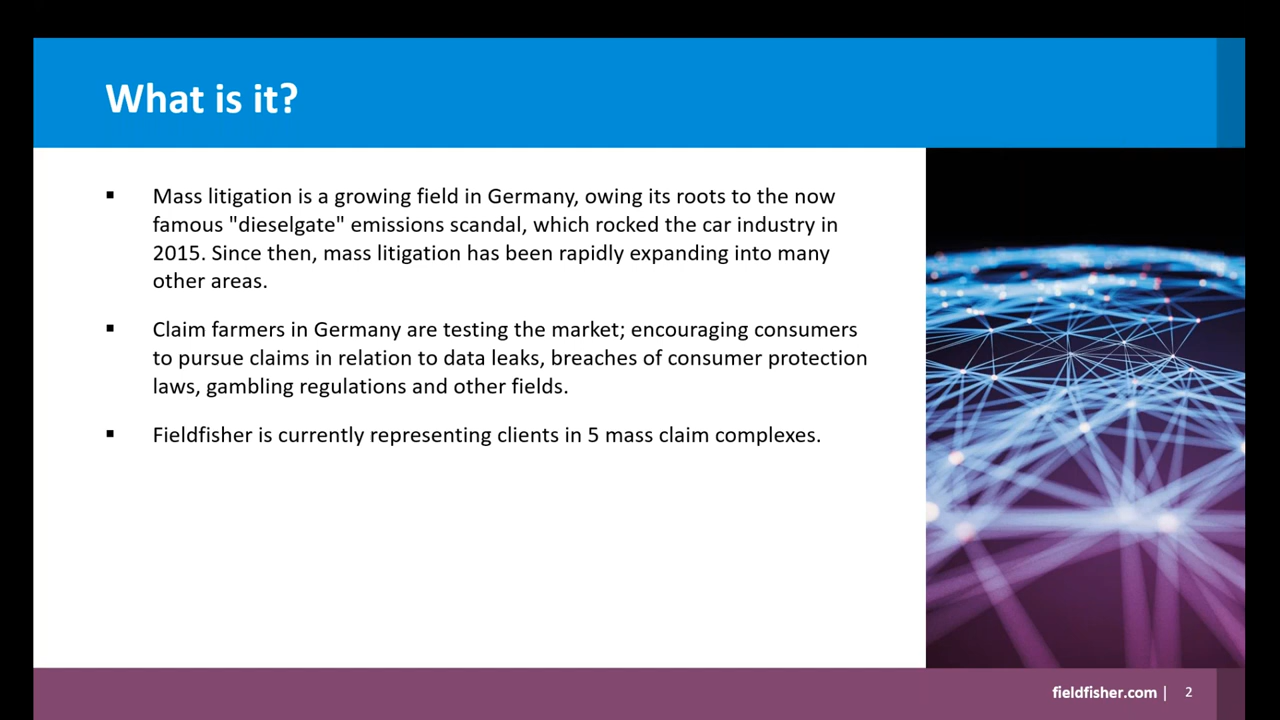 What is it?
▪ Mass litigation is a growing field in Germany, owing its roots to the now
famous "dieselgate" emissions scandal, which rocked the car industry in
2015. Since then, mass litigation has been rapidly expanding into many
other areas.
▪ Claim farmers in Germany are testing the market; encouraging consumers
to pursue claims in relation to data leaks, breaches of consumer protection
laws, gambling regulations and other fields.
▪ Fieldfisher is currently representing clients in 5 mass claim complexes.
fieldfisher.com | 2